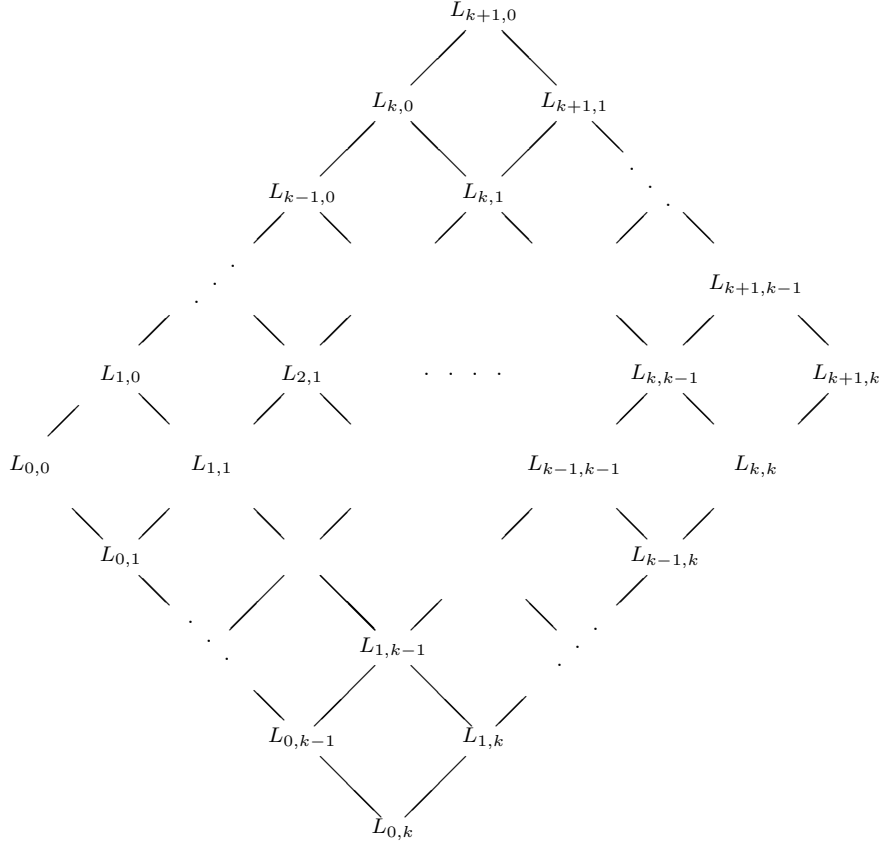 L_{k+1,0}
L_{k,0} L_{k+1,1}
L_{k-1,0} L_{k,1}
L_{k+1,k-1}
L_{1,0} L_{2,1} . . . . L_{k,k-1} L_{k+1,k}
L_{0,0} L_{1,1} L_{k-1,k-1} L_{k,k}
L_{0,1} L_{k-1,k}
L_{1,k-1}
L_{0,k-1} L_{1,k}
L_{0,k}